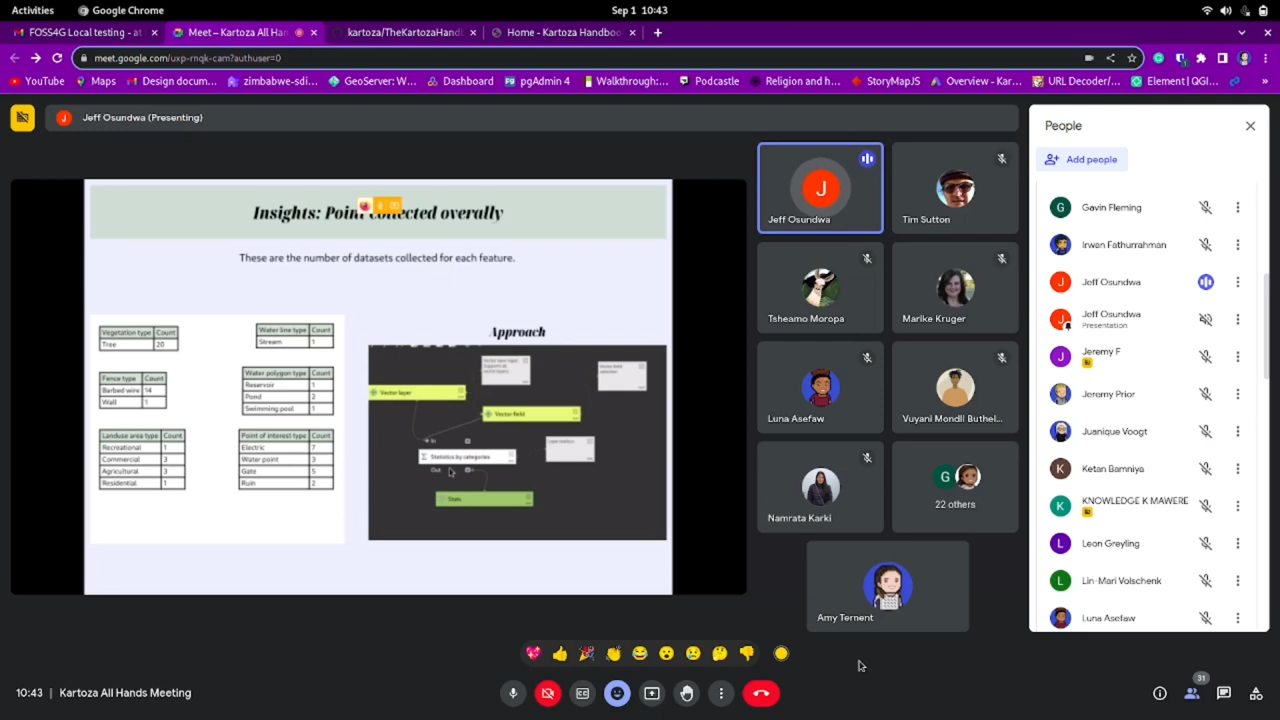 Activities
Google Chrome
Sep 1 10:43
FOSS4G Local testing - at
Meet – Kartoza All Han
kartoza/TheKartozaHandb
Home - Kartoza Handboo
meet.google.com/uxp-rnqk-cam?authuser=0
YouTube
Maps
Design docum...
zimbabwe-sdi...
GeoServer: W...
Dashboard
pgAdmin 4
Walkthrough:...
Podcastle
Religion and h...
StoryMapJS
Overview - Kar...
URL Decoder/...
Element | QGI...
Jeff Osundwa (Presenting)
Insights: Point collected overally
These are the number of datasets collected for each feature.
Vegetation type Count
Tree 20
Water line type Count
Stream 1
Fence type Count
Barbed wire 14
Wall 1
Water polygon type Count
Reservoir 1
Pond 2
Swimming pool 1
Landuse area type Count
Recreational 1
Commercial 3
Agricultural 3
Residential 1
Point of interest type Count
Electric 7
Water point 3
Gate 5
Ruin 2
Approach
Vector layer
Vector field
In
Statistics by categories
Out
Stats
Jeff Osundwa
Tim Sutton
Tsheamo Moropa
Marike Kruger
Luna Asefaw
Vuyani Mondli Buthel...
Namrata Karki
22 others
Amy Ternent
People
Add people
Gavin Fleming
Irwan Fathurrahman
Jeff Osundwa
Jeff Osundwa
Presentation
Jeremy F
Jeremy Prior
Juanique Voogt
Ketan Bamniya
KNOWLEDGE K MAWERE
Leon Greyling
Lin-Mari Volschenk
Luna Asefaw
10:43 | Kartoza All Hands Meeting
31